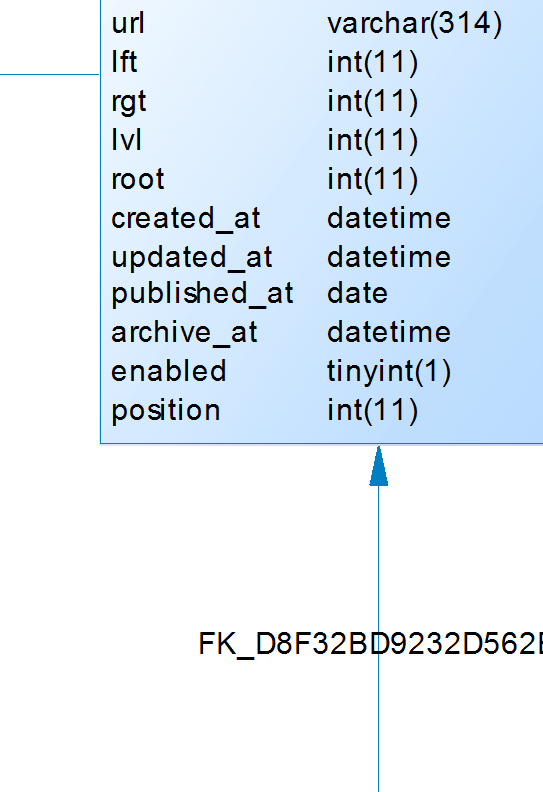 url varchar(314)
lft int(11)
rgt int(11)
lvl int(11)
root int(11)
created_at datetime
updated_at datetime
published_at date
archive_at datetime
enabled tinyint(1)
position int(11)
FK_D8F32BD9232D562